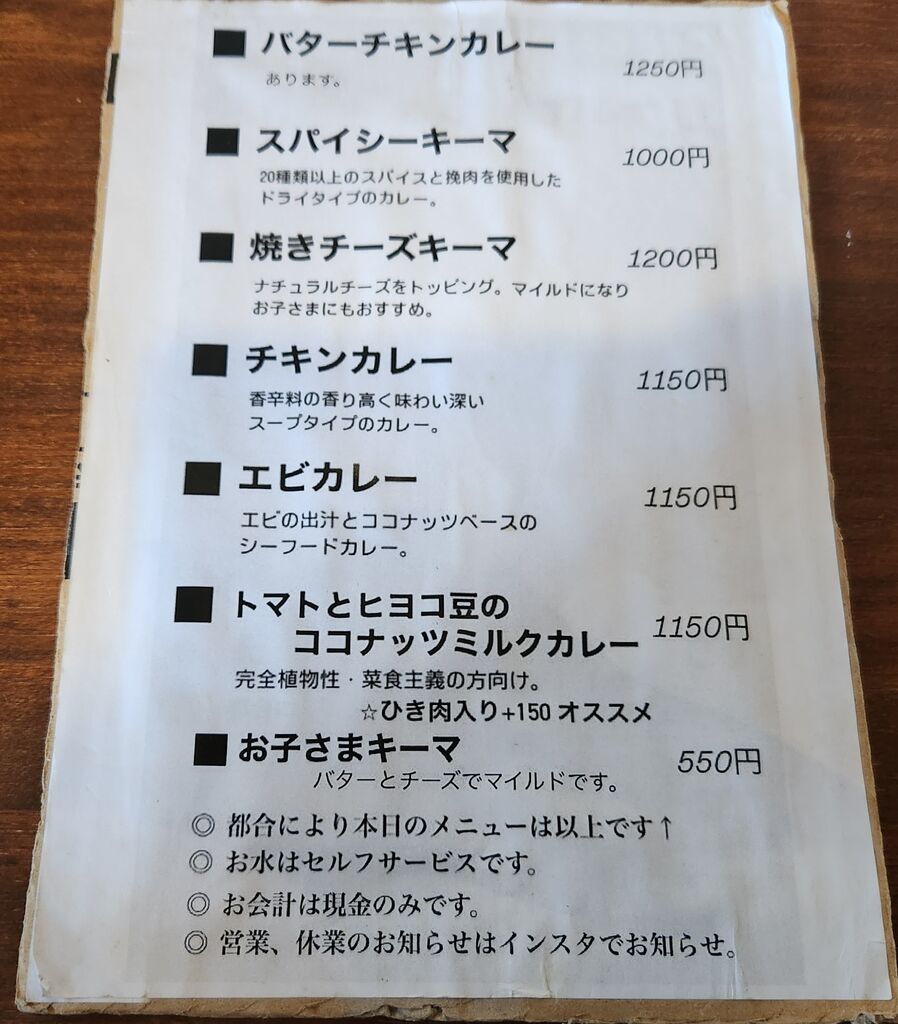 ■ バターチキンカレー 1250円
あります。
■ スパイシーキーマ 1000円
20種類以上のスパイスと挽肉を使用した
ドライタイプのカレー。
■ 焼きチーズキーマ 1200円
ナチュラルチーズをトッピング。マイルドになり
お子さまにもおすすめ。
■ チキンカレー 1150円
香辛料の香り高く味わい深い
スープタイプのカレー。
■ エビカレー 1150円
エビの出汁とココナッツベースの
シーフードカレー。
■ トマトとヒヨコ豆の
ココナッツミルクカレー 1150円
完全植物性・菜食主義の方向け。
☆ひき肉入り+150 オススメ
■ お子さまキーマ 550円
バターとチーズでマイルドです。
◎ 都合により本日のメニューは以上です↑
◎ お水はセルフサービスです。
◎ お会計は現金のみです。
◎ 営業、休業のお知らせはインスタでお知らせ。